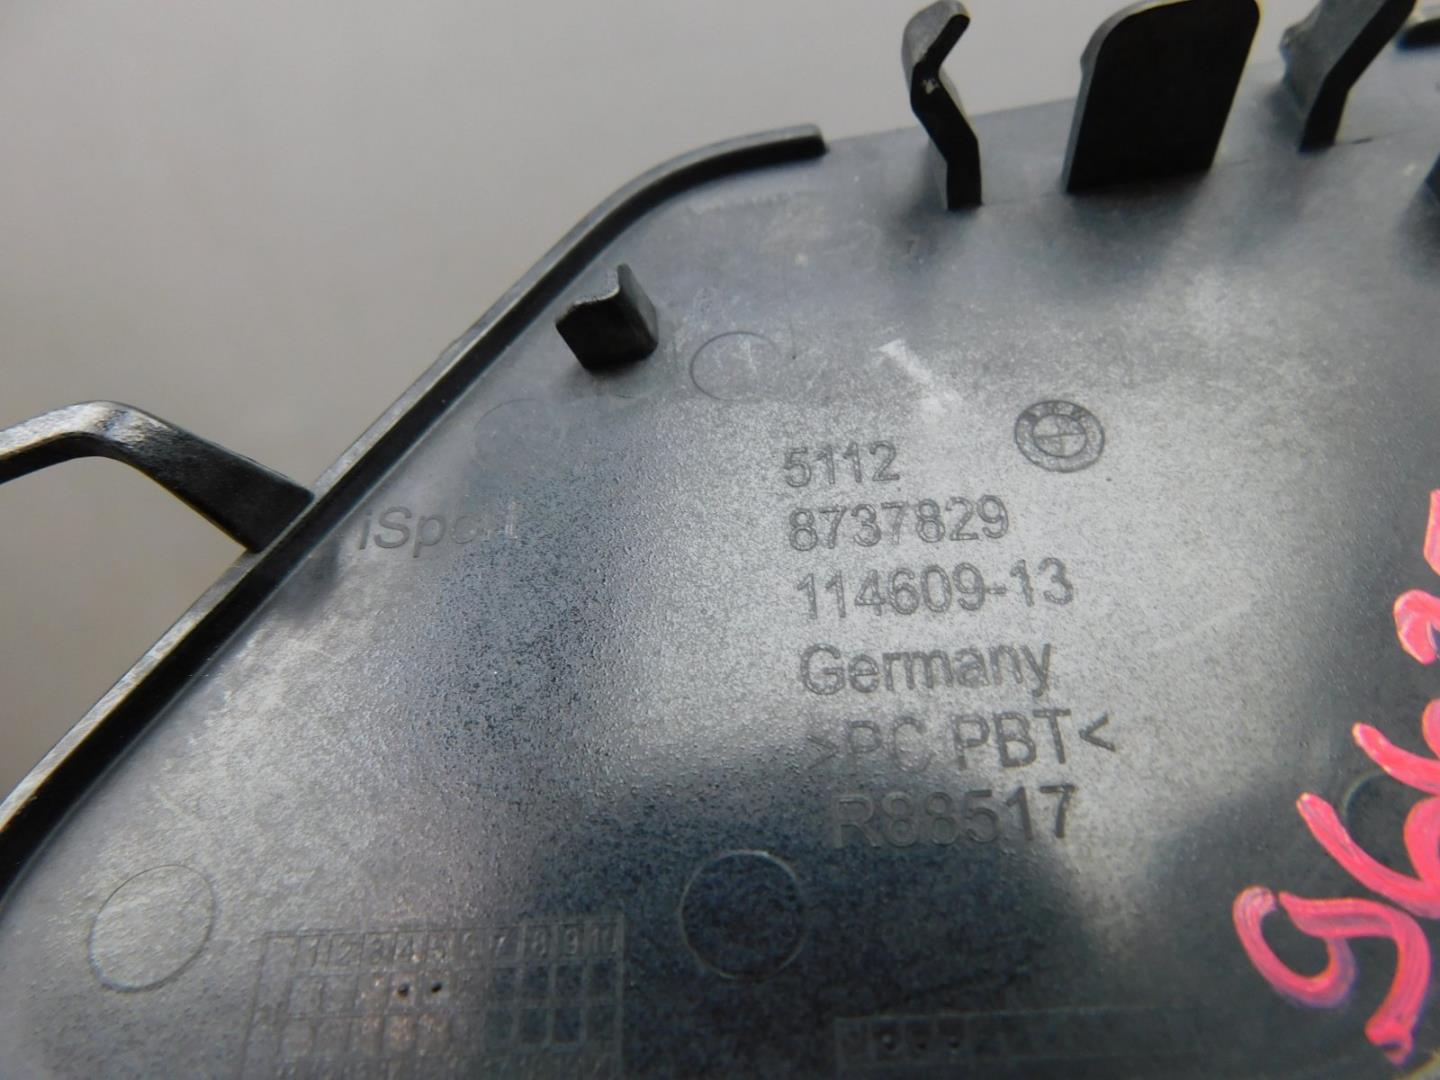 iSport
5112
8737829
114609-13
Germany
>PC PBT<
R88517